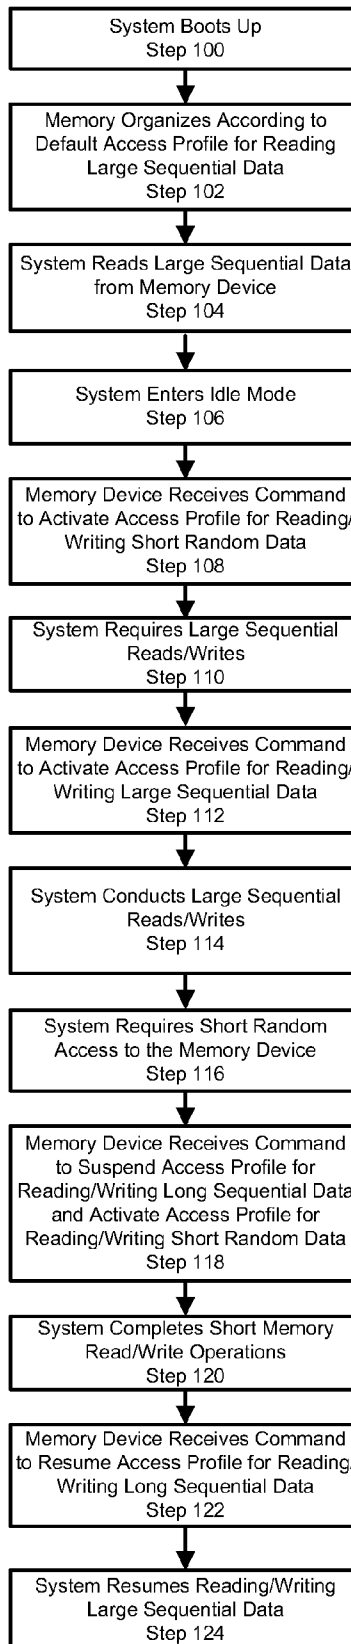 System Boots Up
Step 100
Memory Organizes According to
Default Access Profile for Reading
Large Sequential Data
Step 102
System Reads Large Sequential Data
from Memory Device
Step 104
System Enters Idle Mode
Step 106
Memory Device Receives Command
to Activate Access Profile for Reading/
Writing Short Random Data
Step 108
System Requires Large Sequential
Reads/Writes
Step 110
Memory Device Receives Command
to Activate Access Profile for Reading/
Writing Large Sequential Data
Step 112
System Conducts Large Sequential
Reads/Writes
Step 114
System Requires Short Random
Access to the Memory Device
Step 116
Memory Device Receives Command
to Suspend Access Profile for
Reading/Writing Long Sequential Data
and Activate Access Profile for
Reading/Writing Short Random Data
Step 118
System Completes Short Memory
Read/Write Operations
Step 120
Memory Device Receives Command
to Resume Access Profile for Reading/
Writing Long Sequential Data
Step 122
System Resumes Reading/Writing
Large Sequential Data
Step 124